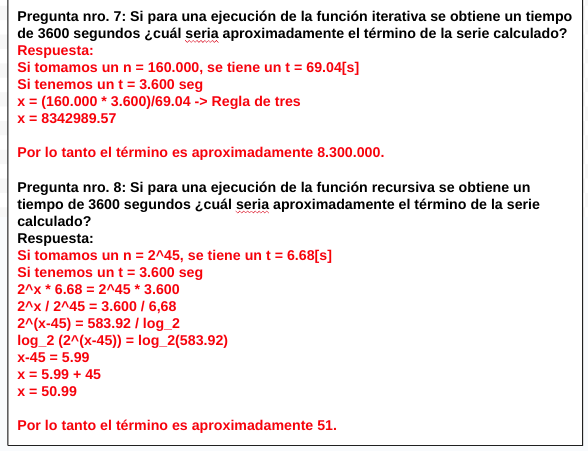 Pregunta nro. 7: Si para una ejecución de la función iterativa se obtiene un tiempo
de 3600 segundos ¿cuál seria aproximadamente el término de la serie calculado?
Respuesta:
Si tomamos un n = 160.000, se tiene un t = 69.04[s]
Si tenemos un t = 3.600 seg
x = (160.000 * 3.600)/69.04 -> Regla de tres
x = 8342989.57
Por lo tanto el término es aproximadamente 8.300.000.
Pregunta nro. 8: Si para una ejecución de la función recursiva se obtiene un
tiempo de 3600 segundos ¿cuál seria aproximadamente el término de la serie
calculado?
Respuesta:
Si tomamos un n = 2^45, se tiene un t = 6.68[s]
Si tenemos un t = 3.600 seg
2^x * 6.68 = 2^45 * 3.600
2^x / 2^45 = 3.600 / 6,68
2^(x-45) = 583.92 / log_2
log_2 (2^(x-45)) = log_2(583.92)
x-45 = 5.99
x = 5.99 + 45
x = 50.99
Por lo tanto el término es aproximadamente 51.